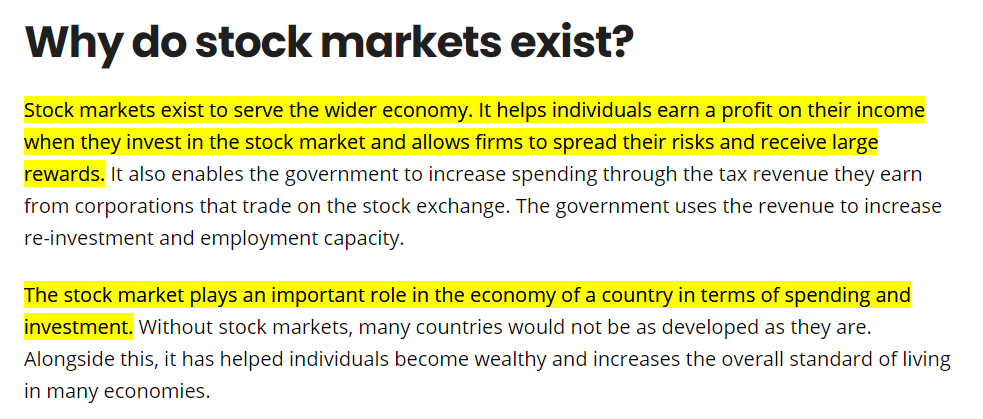 Why do stock markets exist?
Stock markets exist to serve the wider economy. It helps individuals earn a profit on their income
when they invest in the stock market and allows firms to spread their risks and receive large
rewards. It also enables the government to increase spending through the tax revenue they earn
from corporations that trade on the stock exchange. The government uses the revenue to increase
re-investment and employment capacity.
The stock market plays an important role in the economy of a country in terms of spending and
investment. Without stock markets, many countries would not be as developed as they are.
Alongside this, it has helped individuals become wealthy and increases the overall standard of living
in many economies.